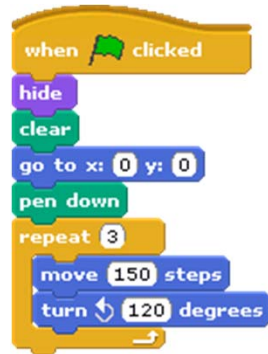 when clicked
hide
clear
go to x: 0 y: 0
pen down
repeat 3
move 150 steps
turn 120 degrees